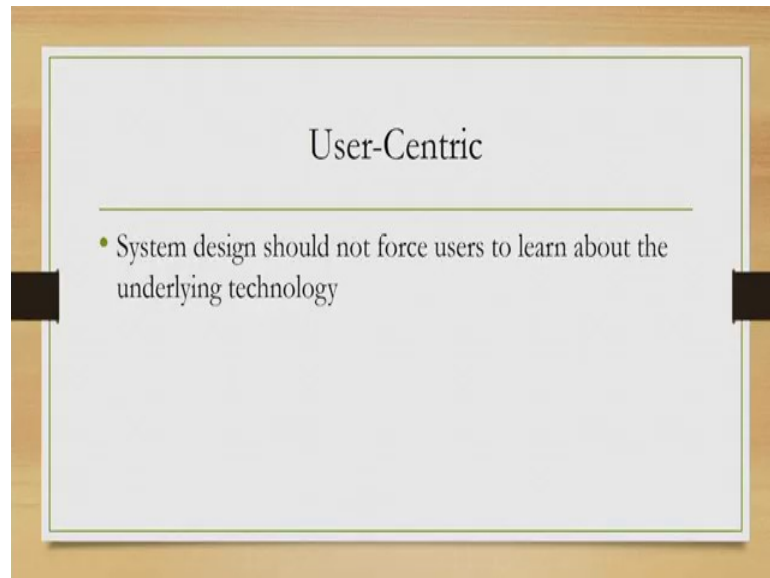 User-Centric
• System design should not force users to learn about the
underlying technology